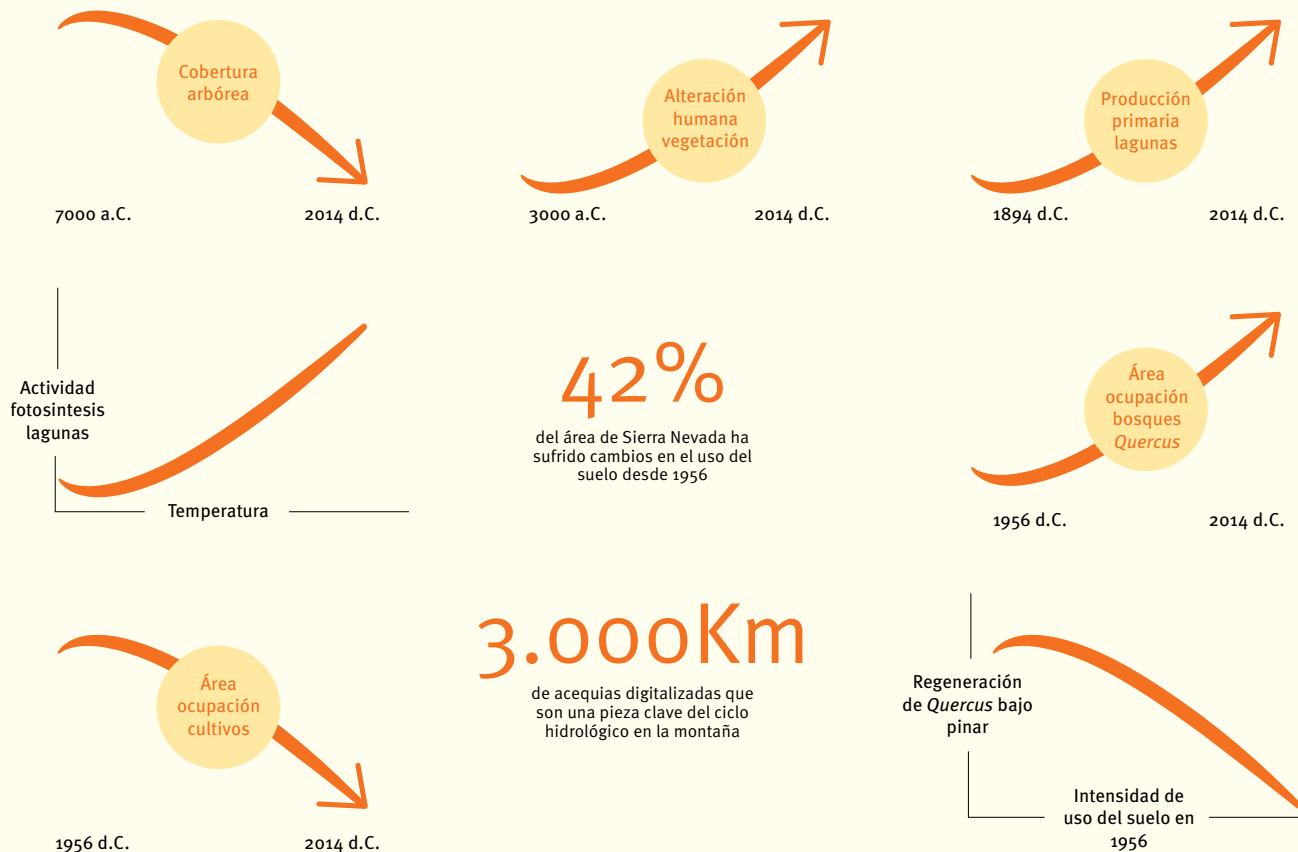 Cobertura
arbórea
7000 a.C.
2014 d.C.
Alteración
humana
vegetación
3000 a.C.
2014 d.C.
Producción
primaria
lagunas
1894 d.C.
2014 d.C.
Actividad
fotosintesis
lagunas
Temperatura
42%
del área de Sierra Nevada ha
sufrido cambios en el uso del
suelo desde 1956
Área
ocupación
bosques
Quercus
1956 d.C.
2014 d.C.
Área
ocupación
cultivos
1956 d.C.
2014 d.C.
3.000Km
de acequias digitalizadas que
son una pieza clave del ciclo
hidrológico en la montaña
Regeneración
de Quercus bajo
pinar
Intensidad de
uso del suelo en
1956